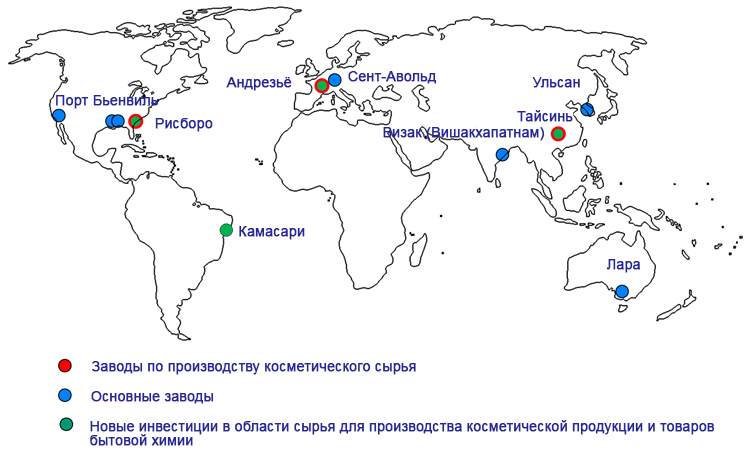 Андрезьё
Сент-Авольд
Ульсан
Порт Бьенвиль
Рисборо
Тайсинь
Визак (Вишакхапатнам)
Камасари
Лара
Заводы по производству косметического сырья
Основные заводы
Новые инвестиции в области сырья для производства косметической продукции и товаров
бытовой химии